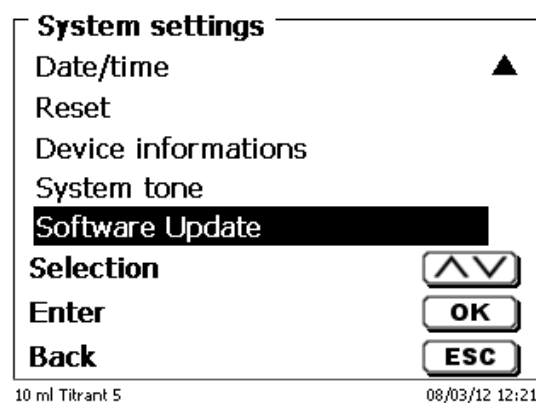 System settings
Date/time
Reset
Device informations
System tone
Software Update
Selection
Enter OK
Back ESC
10 ml Titrant 5 08/03/12 12:21